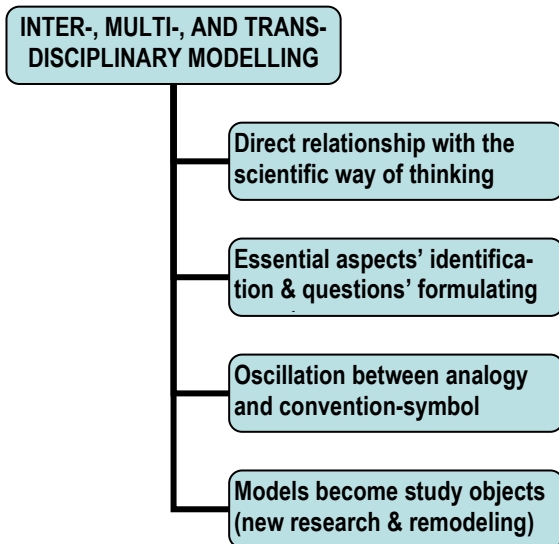 INTER-, MULTI-, AND TRANS-
DISCIPLINARY MODELLING
Direct relationship with the
scientific way of thinking
Essential aspects' identifica-
tion & questions' formulating
Oscillation between analogy
and convention-symbol
Models become study objects
(new research & remodeling)